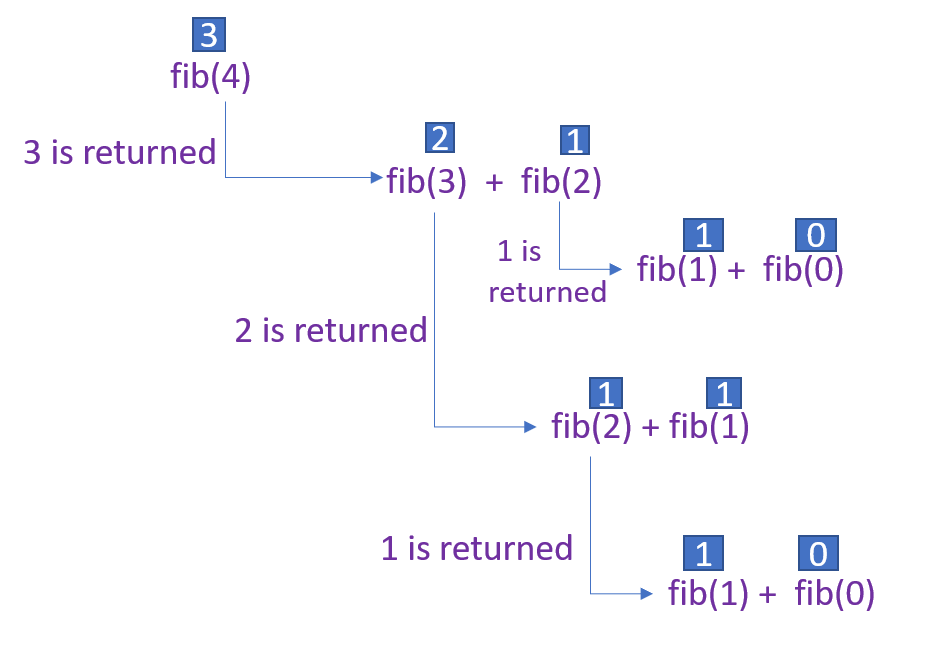 3
fib(4)
3 is returned
2 1
fib(3) + fib(2)
1 is
returned
1 0
fib(1) + fib(0)
2 is returned
1 1
fib(2) + fib(1)
1 is returned
1 0
fib(1) + fib(0)